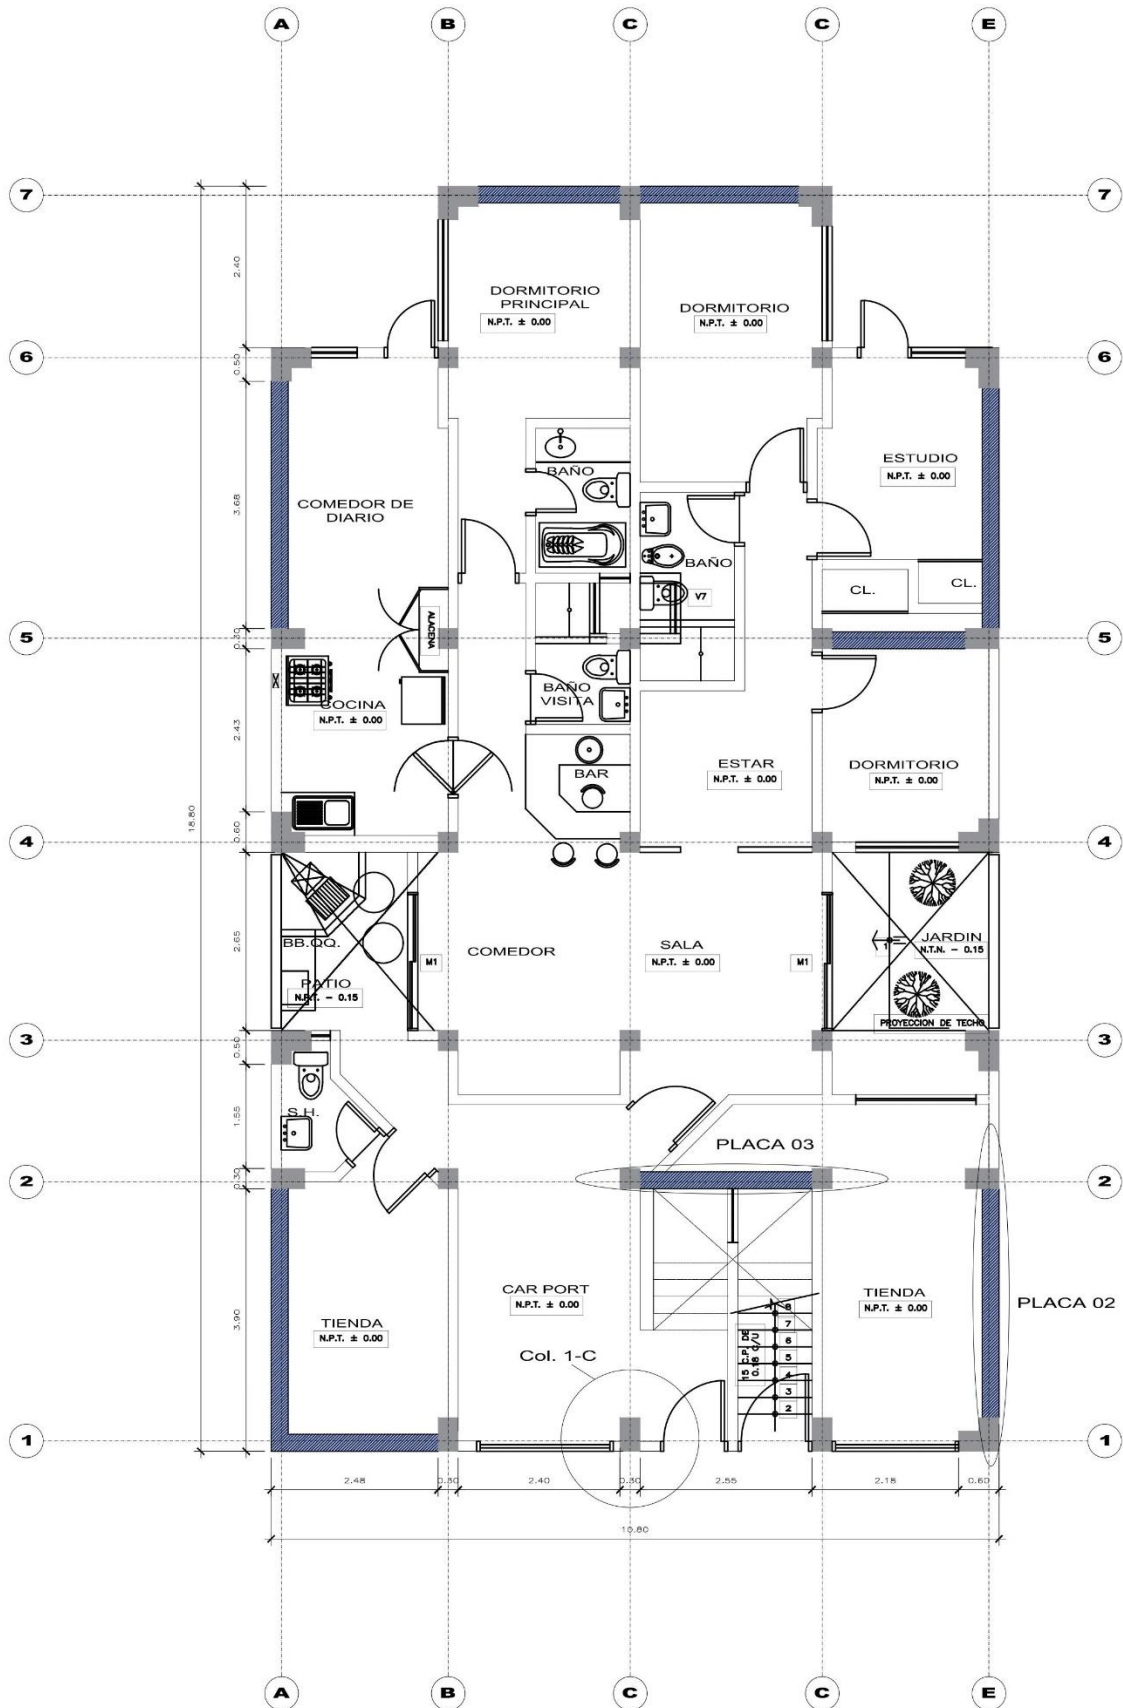 A B C C E
7 7
2.40
DORMITORIO
PRINCIPAL
N.P.T. ± 0.00
DORMITORIO
N.P.T. ± 0.00
6 6
0.50
ESTUDIO
N.P.T. ± 0.00
BAÑO
3.68
COMEDOR DE
DIARIO
BAÑO
CL.
CL.
V7
ALACENA
5 5
0.30
BAÑO
VISITA
COCINA
N.P.T. ± 0.00
2.43
BAR
ESTAR
N.P.T. ± 0.00
DORMITORIO
N.P.T. ± 0.00
18.80
0.60
4 4
2.65
BB.QQ.
COMEDOR
SALA
N.P.T. ± 0.00
JARDIN
N.T.N. - 0.15
1
M1
M1
PATIO
N.P.T. - 0.15
PROYECCION DE TECHO
3 3
0.50
S.H.
1.55
PLACA 03
2 2
0.30
CAR PORT
N.P.T. ± 0.00
TIENDA
N.P.T. ± 0.00
PLACA 02
3.90
TIENDA
N.P.T. ± 0.00
8
7
6
5
4
3
2
15 C.P. DE
0.18 C/U
Col. 1-C
1 1
2.48 0.30 2.40 0.30 2.55 2.18 0.60
10.80
A B C C E